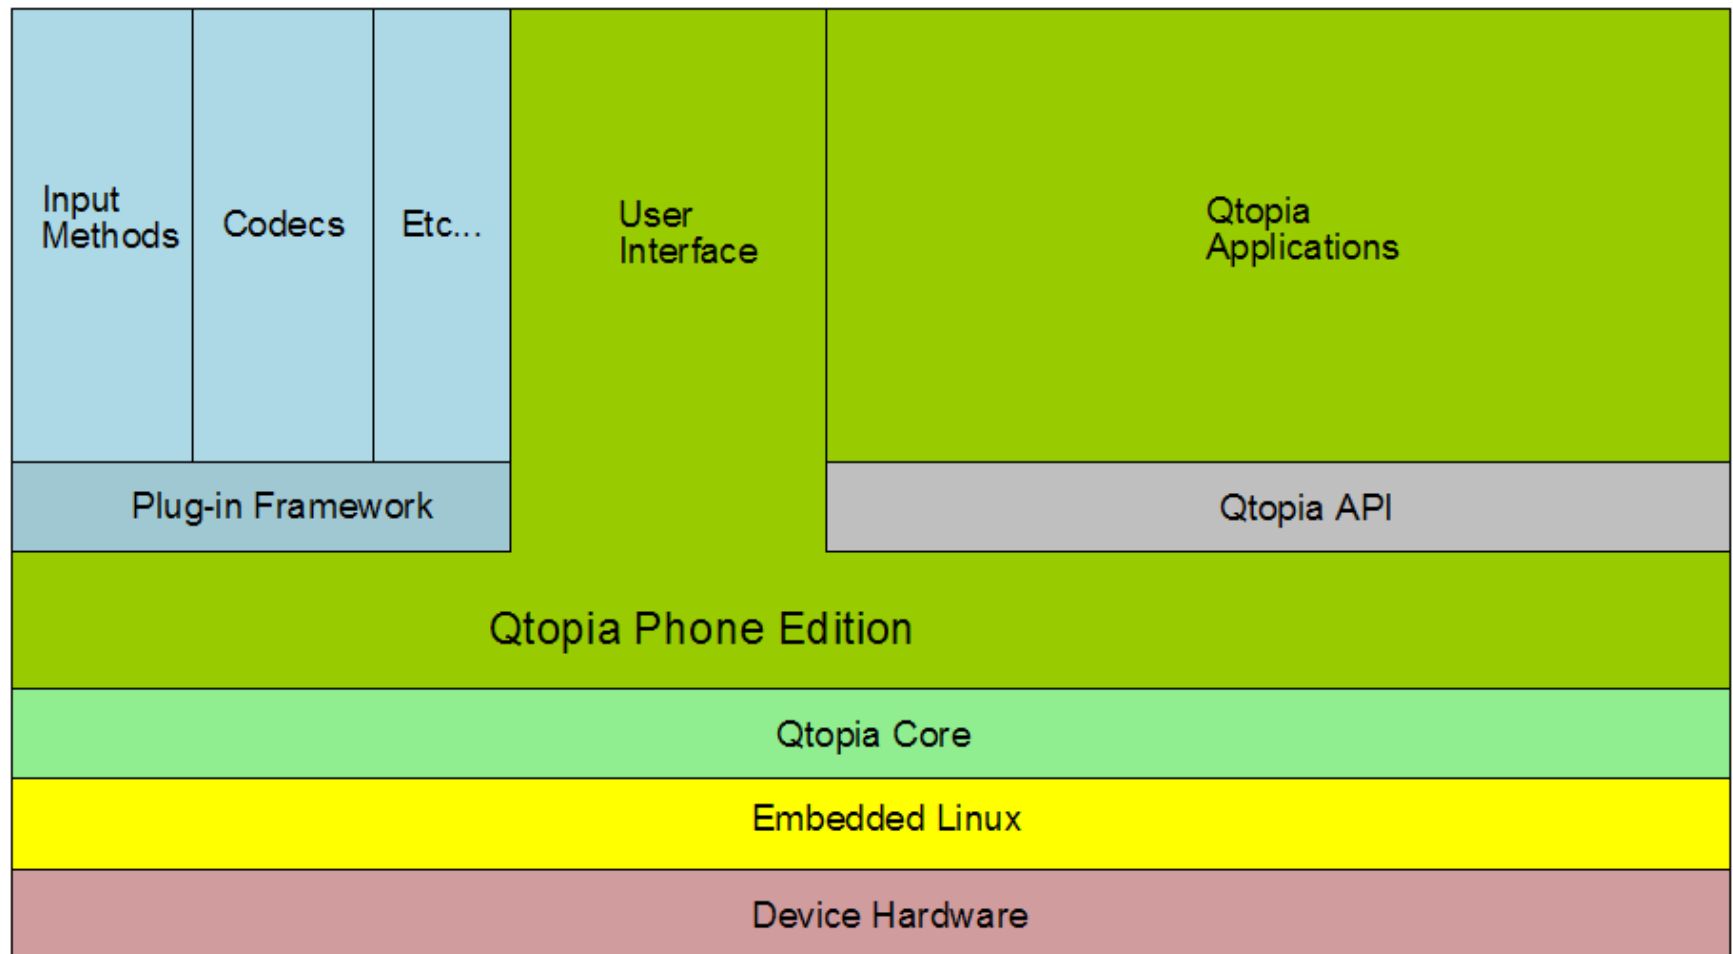 Input
Methods
Codecs
Etc...
User
Interface
Qtopia
Applications
Plug-in Framework
Qtopia API
Qtopia Phone Edition
Qtopia Core
Embedded Linux
Device Hardware